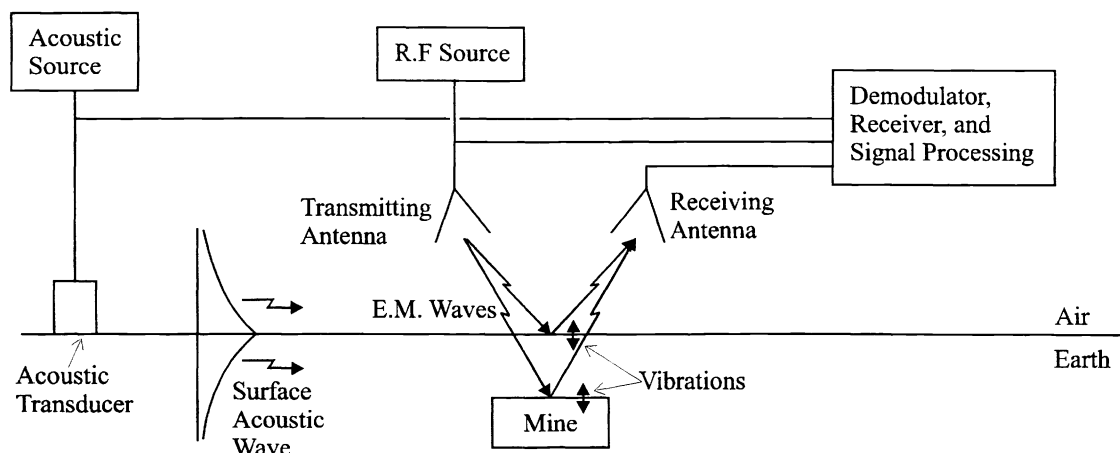 Acoustic
Source
R.F Source
Demodulator,
Receiver, and
Signal Processing
Transmitting
Antenna
Receiving
Antenna
E.M. Waves
Air
Earth
Acoustic
Transducer
Surface
Acoustic
Wave
Vibrations
Mine